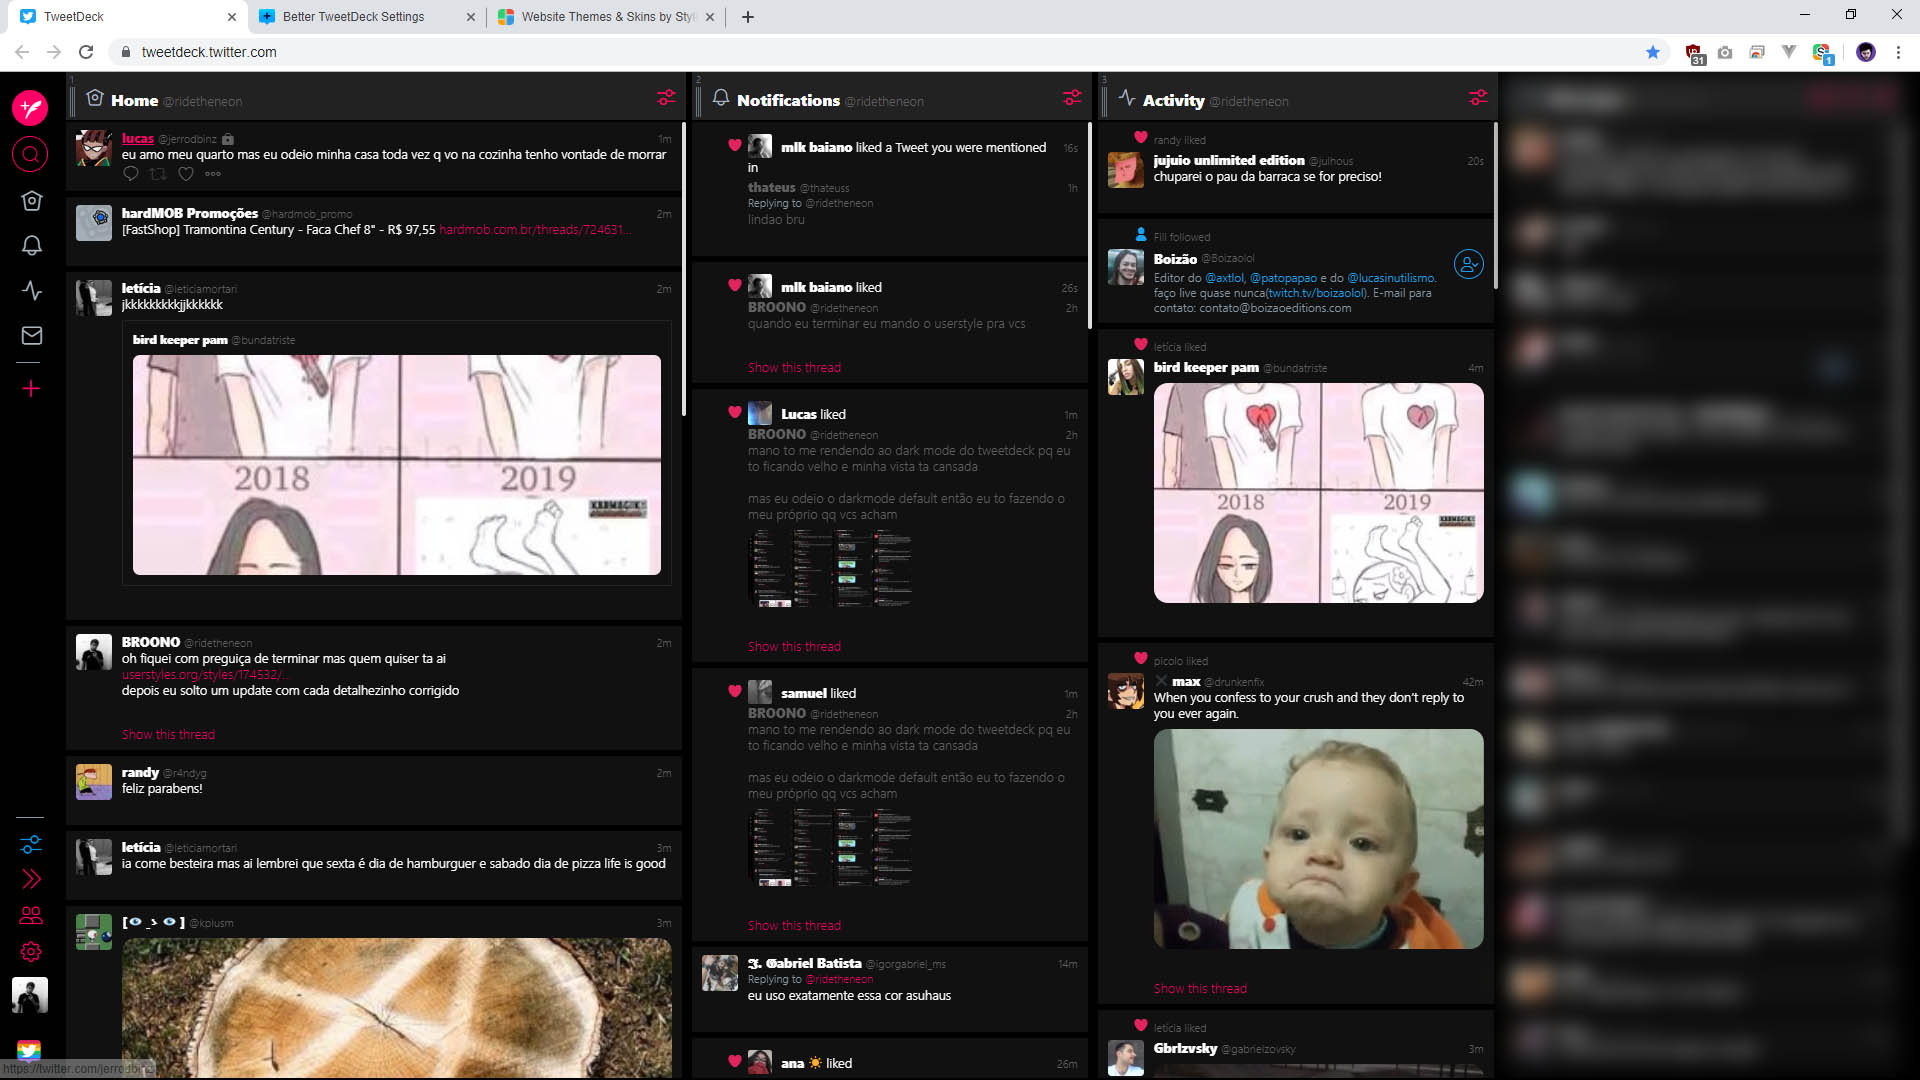 TweetDeck
Better TweetDeck Settings
Website Themes & Skins by Styl
tweetdeck.twitter.com
31
1
1
Home @ridetheneon
lucas @jerrodbinz
1m
eu amo meu quarto mas eu odeio minha casa toda vez q vo na cozinha tenho vontade de morrar
hardMOB Promoções @hardmob_promo
2m
[FastShop] Tramontina Century - Faca Chef 8" - R$ 97,55 hardmob.com.br/threads/724631...
letícia @leticiamortari
2m
jkkkkkkkkjjkkkkkk
bird keeper pam @bundatriste
2018
2019
BROONO @ridetheneon
2m
oh fiquei com preguiça de terminar mas quem quiser ta ai
userstyles.org/styles/174532/...
depois eu solto um update com cada detalhezinho corrigido
Show this thread
randy @r4ndyg
2m
feliz parabens!
letícia @leticiamortari
3m
ia come besteira mas ai lembrei que sexta é dia de hamburguer e sabado dia de pizza life is good
@kplusm
3m
https://twitter.com/jerrodbinz
2
Notifications @ridetheneon
mlk baiano liked a Tweet you were mentioned
16s
in
thateus @thateuss
1h
Replying to @ridetheneon
lindao bru
mlk baiano liked
26s
BROONO @ridetheneon
2h
quando eu terminar eu mando o userstyle pra vcs
Show this thread
Lucas liked
1m
BROONO @ridetheneon
2h
mano to me rendendo ao dark mode do tweetdeck pq eu
to ficando velho e minha vista ta cansada
mas eu odeio o darkmode default então eu to fazendo o
meu próprio qq vcs acham
Show this thread
samuel liked
1m
BROONO @ridetheneon
2h
mano to me rendendo ao dark mode do tweetdeck pq eu
to ficando velho e minha vista ta cansada
mas eu odeio o darkmode default então eu to fazendo o
meu próprio qq vcs acham
Show this thread
Gabriel Batista @igorgabriel_ms
14m
Replying to @ridetheneon
eu uso exatamente essa cor asuhaus
ana ☀ liked
26m
3
Activity @ridetheneon
randy liked
jujuio unlimited edition @julhous
20s
chuparei o pau da barraca se for preciso!
Fill followed
Boizão @Boizaolol
Editor do @axtlol, @patopapao e do @lucasinutilismo.
faço live quase nunca(twitch.tv/boizaolol). E-mail para
contato: contato@boizaoeditions.com
letícia liked
bird keeper pam @bundatriste
4m
2018
2019
picolo liked
max @drunkenfix
42m
When you confess to your crush and they don't reply to
you ever again.
Show this thread
letícia liked
Gbrlzvsky @gabrielzovsky
3m